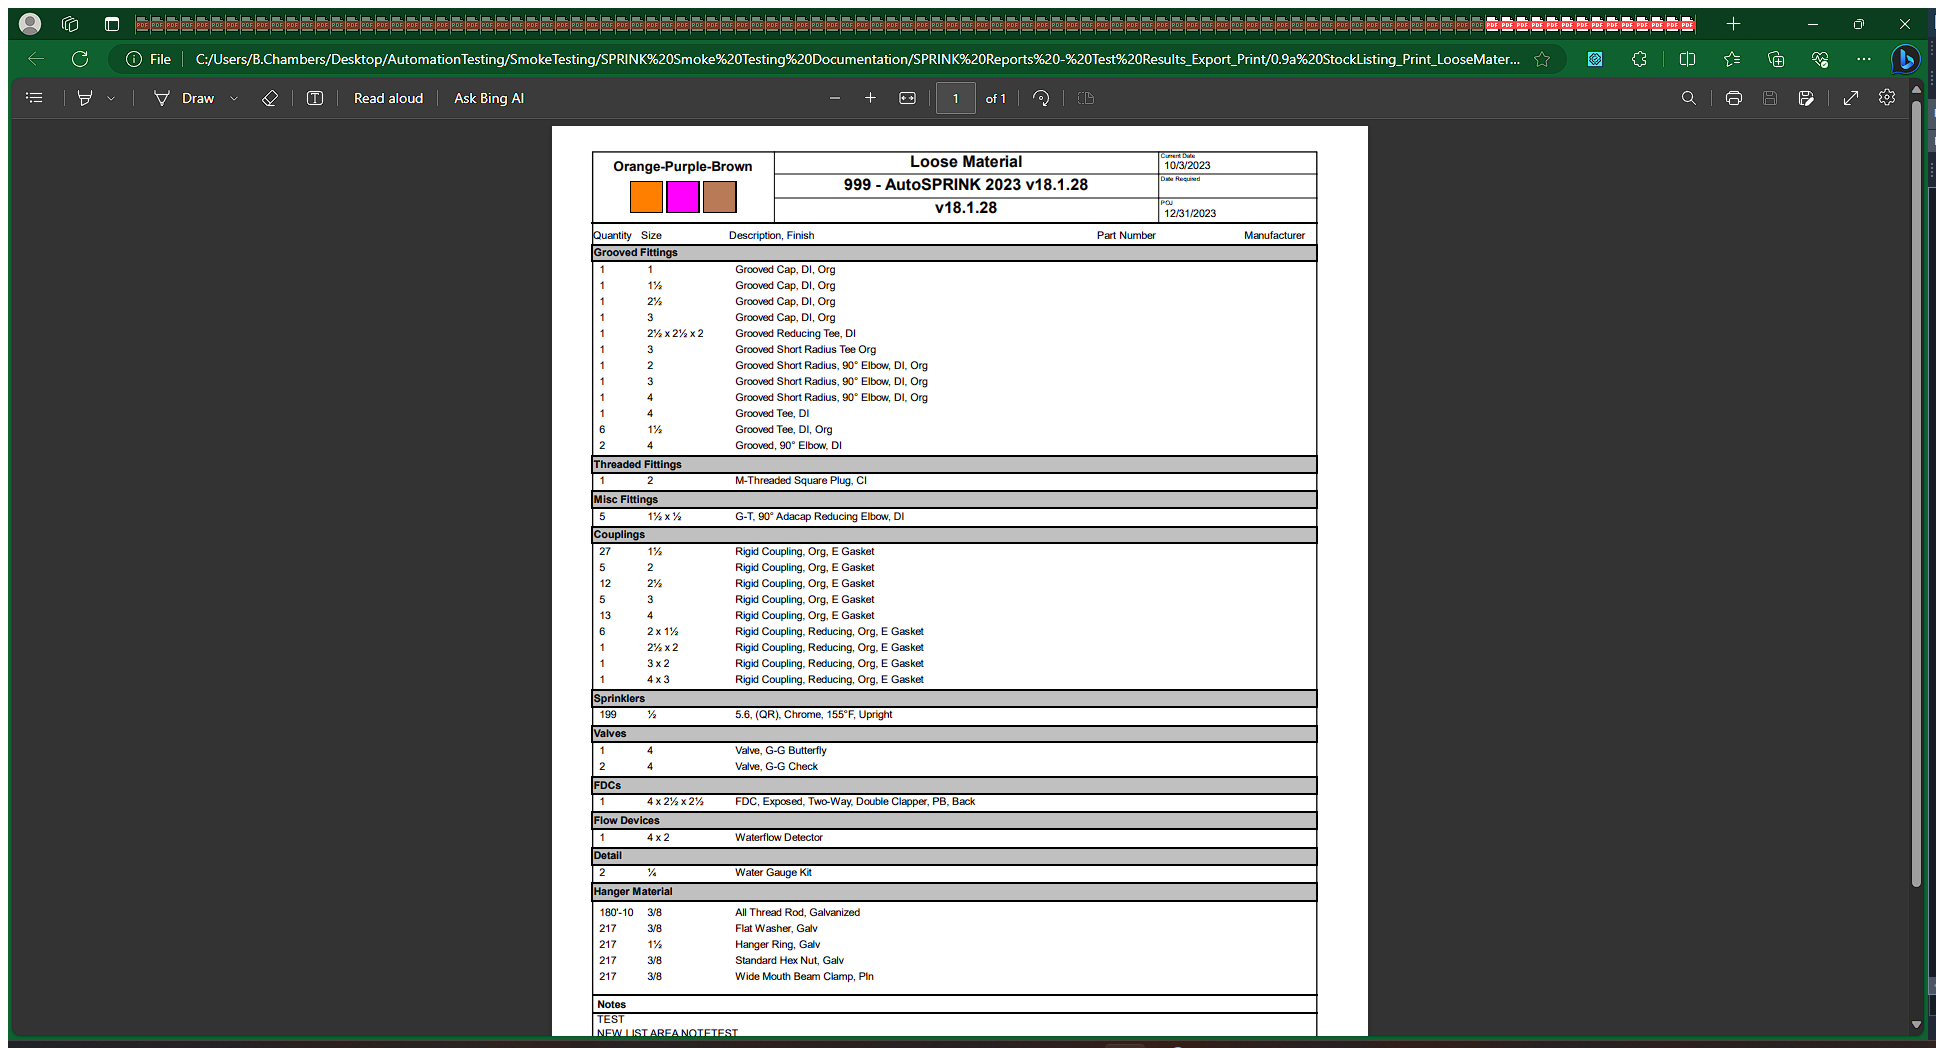 File C:/Users/B.Chambers/Desktop/AutomationTesting/SmokeTesting/SPRINK%20Smoke%20Testing%20Documentation/SPRINK%20Reports%20-%20Test%20Results_Export_Print/0.9a%20StockListing_Print_LooseMater...
Draw Read aloud Ask Bing AI 1 of 1
Orange-Purple-Brown
Loose Material
999 - AutoSPRINK 2023 v18.1.28
v18.1.28
Current Date
10/3/2023
Date Required
POJ
12/31/2023
Quantity Size Description, Finish Part Number Manufacturer
Grooved Fittings
1 1 Grooved Cap, DI, Org
1 1½ Grooved Cap, DI, Org
1 2½ Grooved Cap, DI, Org
1 3 Grooved Cap, DI, Org
1 2½ x 2½ x 2 Grooved Reducing Tee, DI
1 3 Grooved Short Radius Tee Org
1 2 Grooved Short Radius, 90° Elbow, DI, Org
1 3 Grooved Short Radius, 90° Elbow, DI, Org
1 4 Grooved Short Radius, 90° Elbow, DI, Org
1 4 Grooved Tee, DI
6 1½ Grooved Tee, DI, Org
2 4 Grooved, 90° Elbow, DI
Threaded Fittings
1 2 M-Threaded Square Plug, CI
Misc Fittings
5 1½ x ½ G-T, 90° Adacap Reducing Elbow, DI
Couplings
27 1½ Rigid Coupling, Org, E Gasket
5 2 Rigid Coupling, Org, E Gasket
12 2½ Rigid Coupling, Org, E Gasket
5 3 Rigid Coupling, Org, E Gasket
13 4 Rigid Coupling, Org, E Gasket
6 2 x 1½ Rigid Coupling, Reducing, Org, E Gasket
1 2½ x 2 Rigid Coupling, Reducing, Org, E Gasket
1 3 x 2 Rigid Coupling, Reducing, Org, E Gasket
1 4 x 3 Rigid Coupling, Reducing, Org, E Gasket
Sprinklers
199 ½ 5.6, (QR), Chrome, 155°F, Upright
Valves
1 4 Valve, G-G Butterfly
2 4 Valve, G-G Check
FDCs
1 4 x 2½ x 2½ FDC, Exposed, Two-Way, Double Clapper, PB, Back
Flow Devices
1 4 x 2 Waterflow Detector
Detail
2 ¼ Water Gauge Kit
Hanger Material
180'-10 3/8 All Thread Rod, Galvanized
217 3/8 Flat Washer, Galv
217 1½ Hanger Ring, Galv
217 3/8 Standard Hex Nut, Galv
217 3/8 Wide Mouth Beam Clamp, Pln
Notes
TEST
NEW LIST AREA NOTETEST